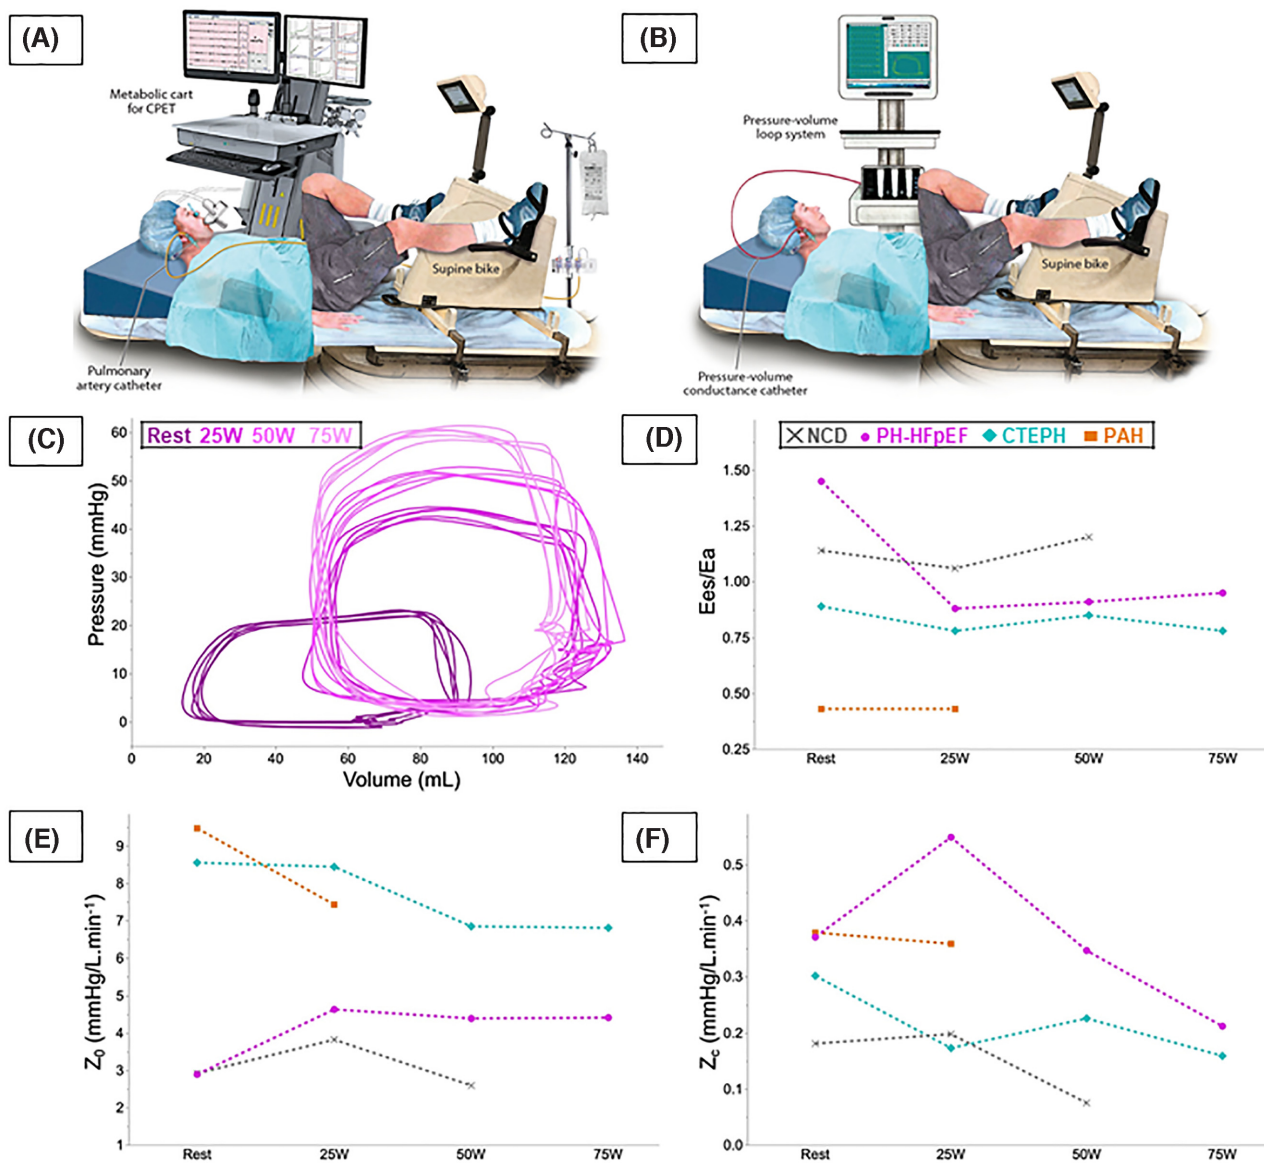 (A)
Metabolic cart
for CPET
Supine bike
Pulmonary
artery catheter
(B)
Pressure-volume
loop system
Supine bike
Pressure-volume
conductance catheter
(C)
Rest 25W 50W 75W
Pressure (mmHg)
60
50
40
30
20
10
0
0 20 40 60 80 100 120 140
Volume (mL)
(D)
NCD PH-HFpEF CTEPH PAH
Ees/Ea
1.50
1.25
1.00
0.75
0.50
0.25
Rest 25W 50W 75W
(E)
Z₀ (mmHg/L.min⁻¹)
9
8
7
6
5
4
3
2
1
Rest 25W 50W 75W
(F)
Zc (mmHg/L.min⁻¹)
0.5
0.4
0.3
0.2
0.1
0.0
Rest 25W 50W 75W